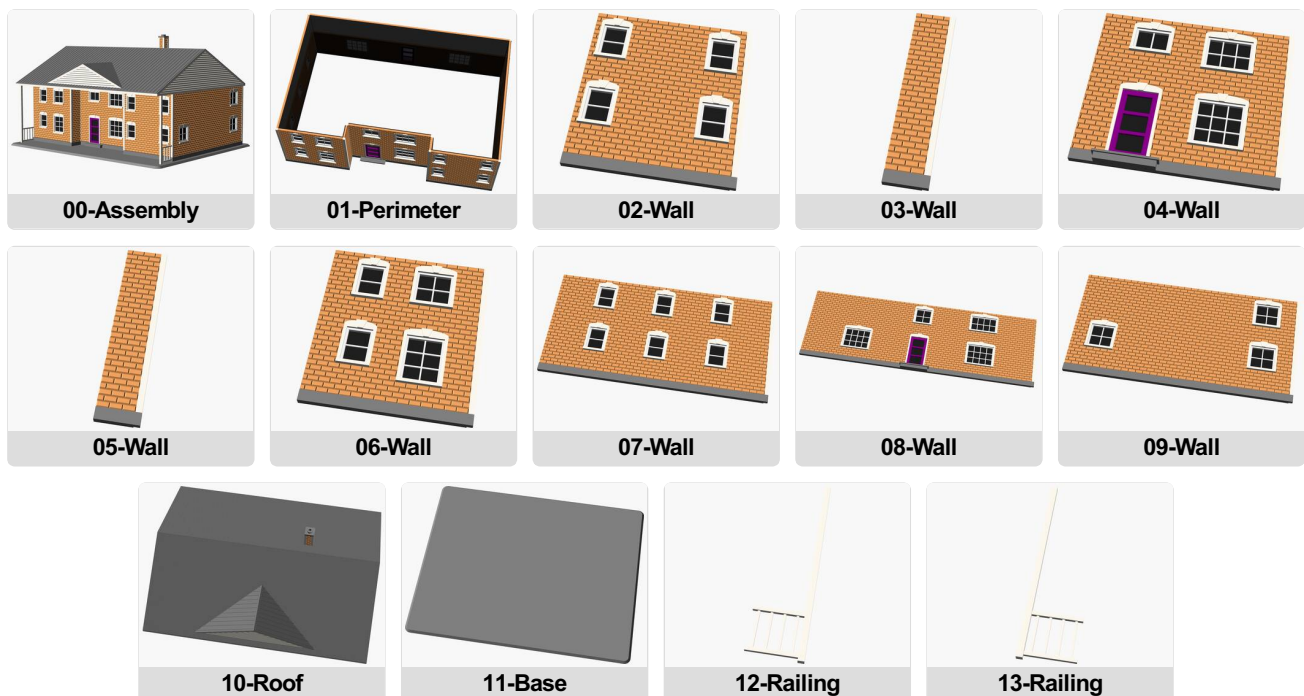 00-Assembly
01-Perimeter
02-Wall
03-Wall
04-Wall
05-Wall
06-Wall
07-Wall
08-Wall
09-Wall
10-Roof
11-Base
12-Railing
13-Railing